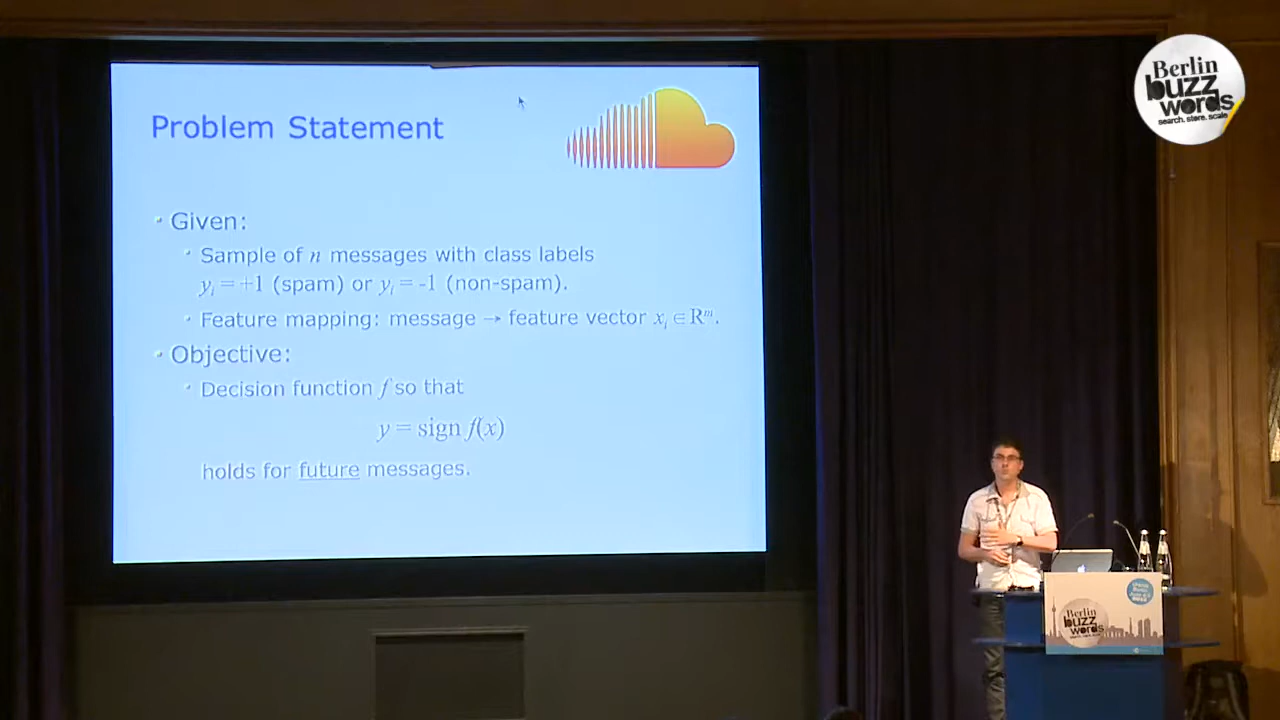 Berlin
buzz
words
search. store. scale
Problem Statement
Given:
Sample of n messages with class labels
yᵢ = +1 (spam) or yᵢ = -1 (non-spam).
Feature mapping: message → feature vector xᵢ ∈ ℝᵐ.
Objective:
Decision function f so that
y = sign f(x)
holds for future messages.
Berlin
buzz
words